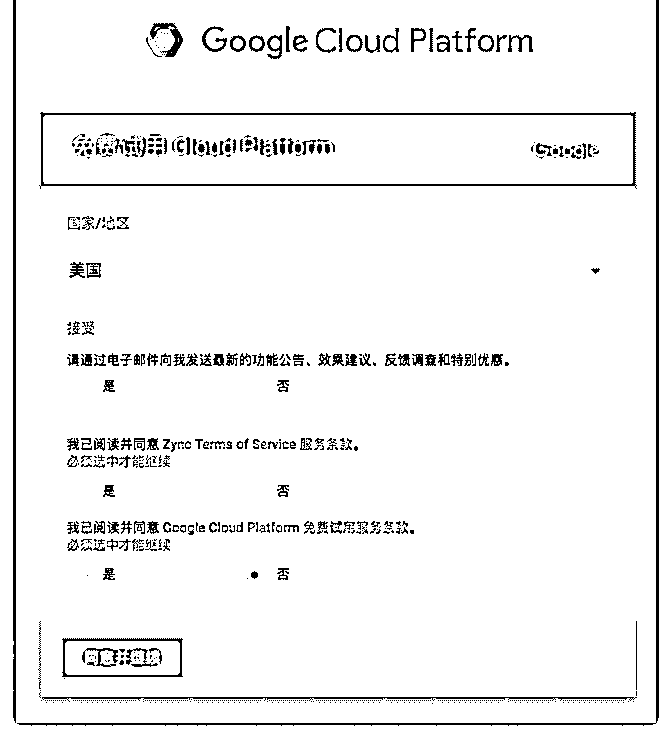 Google Cloud Platform
免费试用 Cloud Platform
Google
国家/地区
美国
接受
请通过电子邮件向我发送最新的功能公告、效果建议、反馈调查和特别优惠。
是 否
我已阅读并同意 Zync Terms of Service 服务条款。
必须选中才能继续
是 否
我已阅读并同意 Google Cloud Platform 免费试用服务条款。
必须选中才能继续
是 否
同意并继续